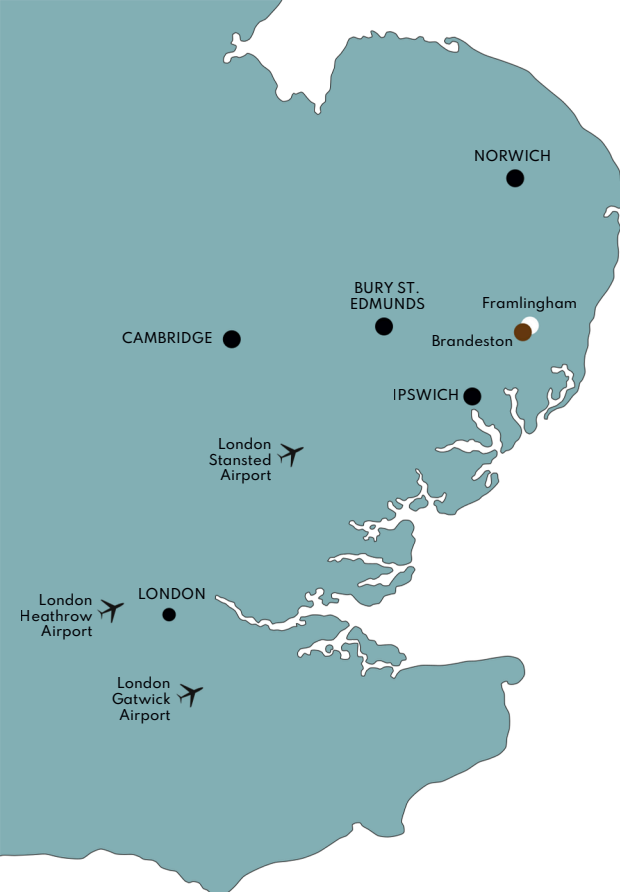 NORWICH
BURY ST.
EDMUNDS
Framlingham
Brandeston
CAMBRIDGE
IPSWICH
London
Stansted
Airport
LONDON
London
Heathrow
Airport
London
Gatwick
Airport